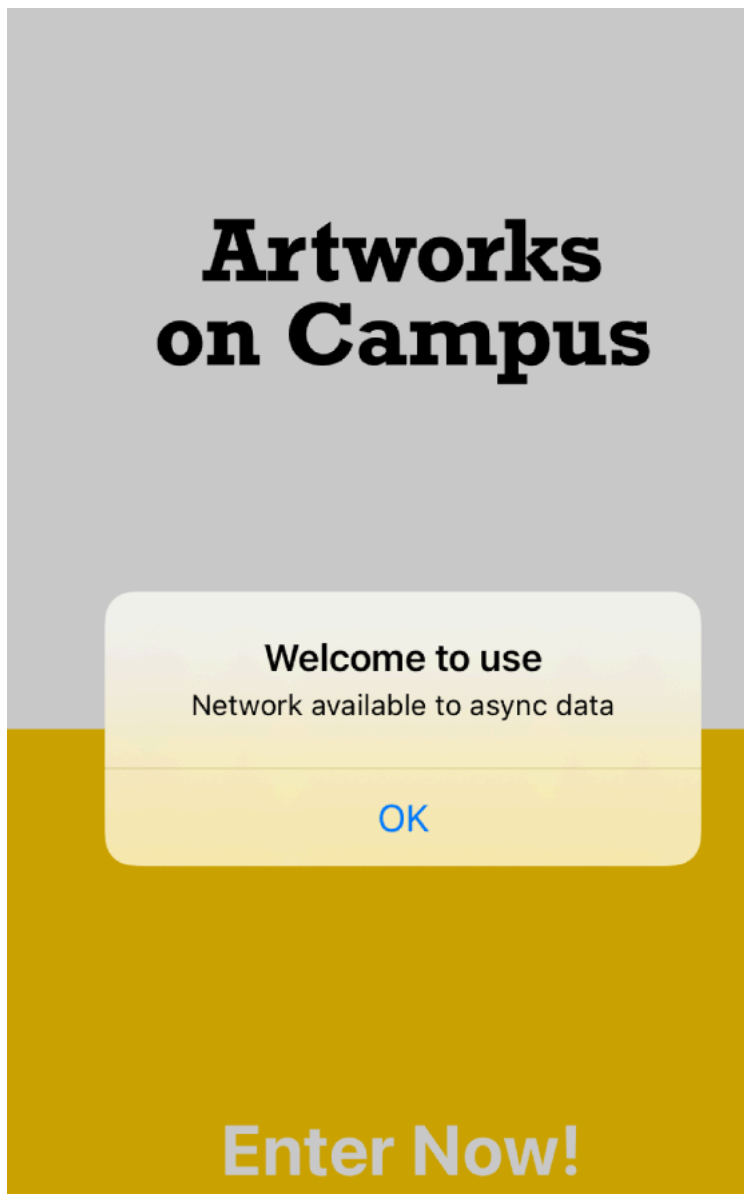 Artworks
on Campus
Welcome to use
Network available to async data
OK
Enter Now!